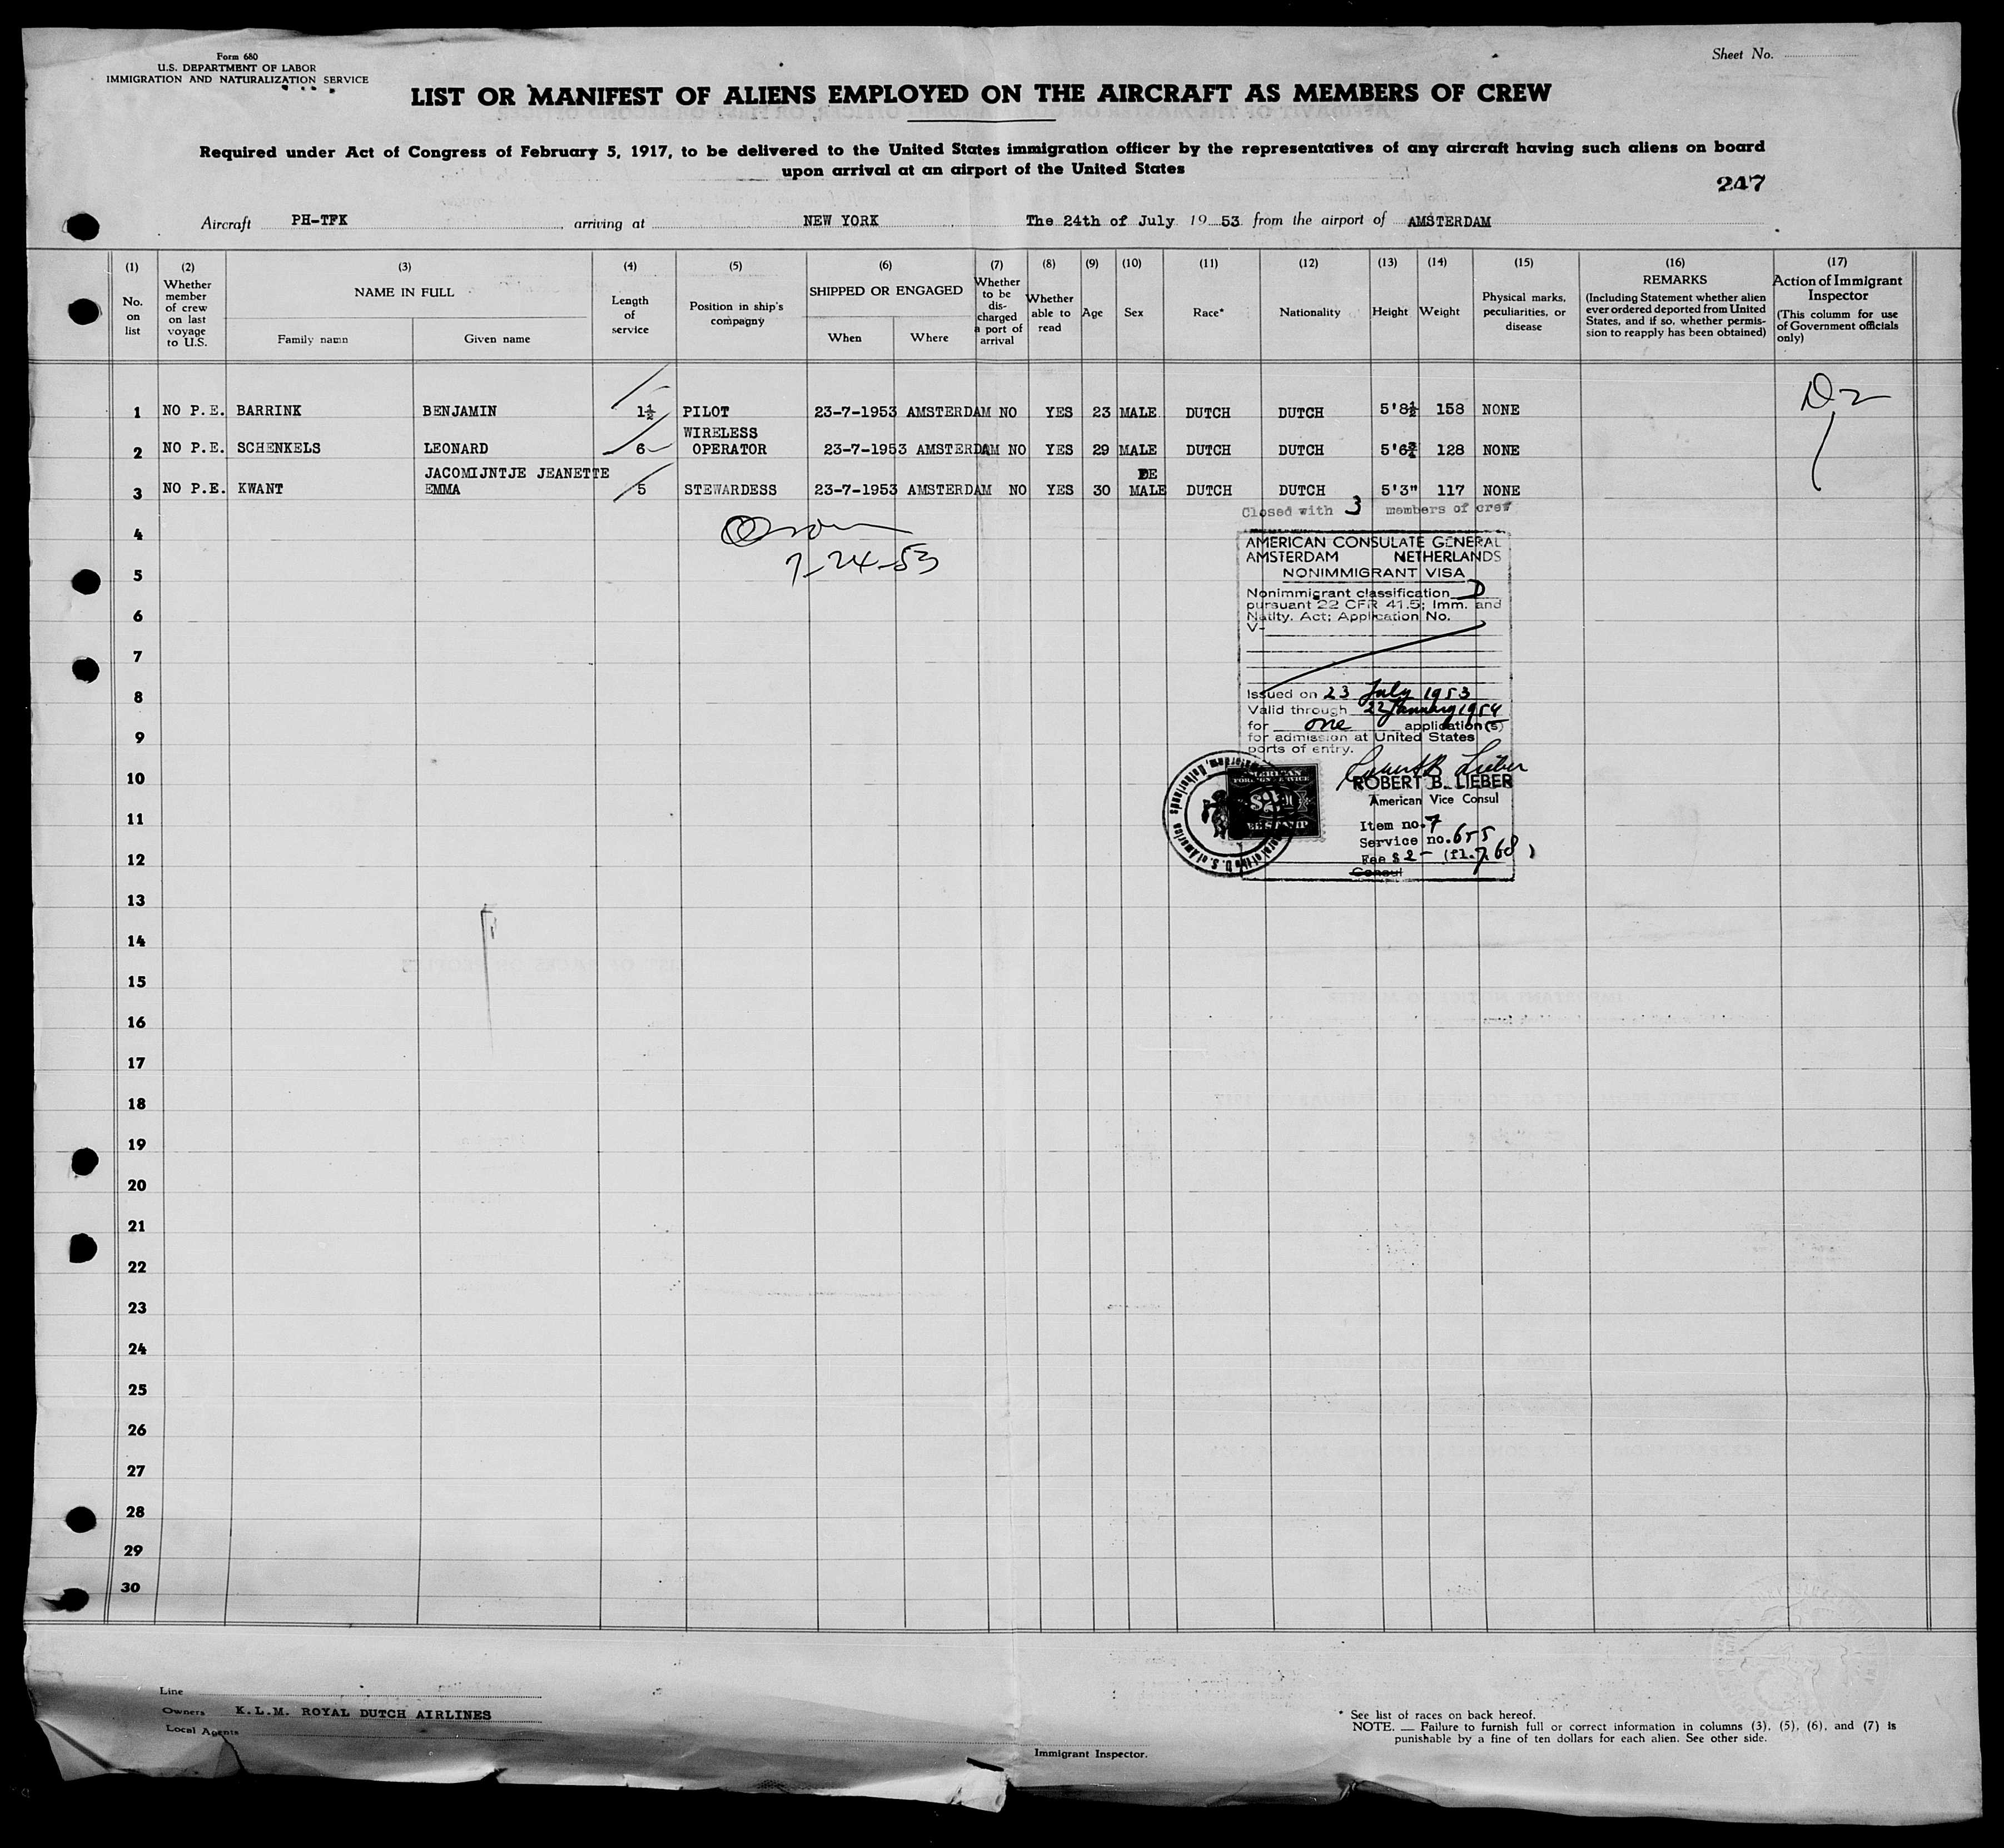 Form 680
U.S. DEPARTMENT OF LABOR
IMMIGRATION AND NATURALIZATION SERVICE
Sheet No.
LIST OR MANIFEST OF ALIENS EMPLOYED ON THE AIRCRAFT AS MEMBERS OF CREW
Required under Act of Congress of February 5, 1917, to be delivered to the United States immigration officer by the representatives of any aircraft having such aliens on board
upon arrival at an airport of the United States
247
Aircraft PH-TFK arriving at NEW YORK The 24th of July 19 53 from the airport of AMSTERDAM
(1) No. on list
(2) Whether member of crew on last voyage to U.S.
(3) NAME IN FULL Family namn Given name
(4) Length of service
(5) Position in ship's compagny
(6) SHIPPED OR ENGAGED When Where
(7) Whether to be discharged a port of arrival
(8) Whether able to read
(9) Age
(10) Sex
(11) Race*
(12) Nationality
(13) Height
(14) Weight
(15) Physical marks, peculiarities, or disease
(16) REMARKS (Including Statement whether alien ever ordered deported from United States, and if so, whether permission to reapply has been obtained)
(17) Action of Immigrant Inspector (This column for use of Government officials only)
1 NO P.E. BARRINK BENJAMIN 1½ PILOT 23-7-1953 AMSTERDAM NO YES 23 MALE DUTCH DUTCH 5'8½ 158 NONE
WIRELESS
2 NO P.E. SCHENKELS LEONARD 6 OPERATOR 23-7-1953 AMSTERDAM NO YES 29 MALE DUTCH DUTCH 5'6¾ 128 NONE
JACOMIJNTJE JEANETTE
3 NO P.E. KWANT EMMA 5 STEWARDESS 23-7-1953 AMSTERDAM NO YES 30 MALE DUTCH DUTCH 5'3" 117 NONE
Closed with 3 members of crew
7-24-53
AMERICAN CONSULATE GENERAL
AMSTERDAM NETHERLANDS
NONIMMIGRANT VISA
Nonimmigrant classification D
pursuant 22 CFR 41.5; Imm. and
Natlty. Act; Application No.
V-
Issued on 23 July 1953
Valid through 22 January 1954
for one application(s)
for admission at United States
ports of entry.
Robert B. Lieber
ROBERT B. LIEBER
American Vice Consul
Item no. 7
Service no. 655
Fee $ 2- (fl. 7,68)
Consul
4
5
6
7
8
9
10
11
12
13
14
15
16
17
18
19
20
21
22
23
24
25
26
27
28
29
30
Line
Owners K.L.M. ROYAL DUTCH AIRLINES
Local Agents
Immigrant Inspector.
* See list of races on back hereof.
NOTE. — Failure to furnish full or correct information in columns (3), (5), (6), and (7) is
punishable by a fine of ten dollars for each alien. See other side.